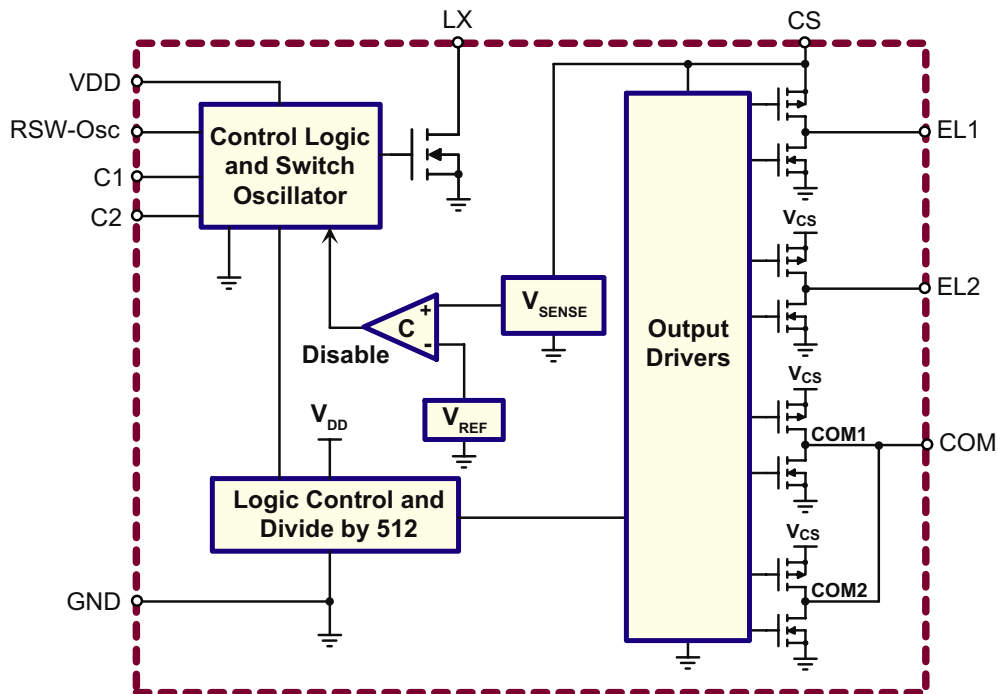 LX
CS
VDD
RSW-Osc
C1
C2
Control Logic
and Switch
Oscillator
EL1
VCS
EL2
VSENSE
C
+
-
Disable
VREF
Output
Drivers
VCS
COM1
COM
VDD
Logic Control and
Divide by 512
VCS
COM2
GND